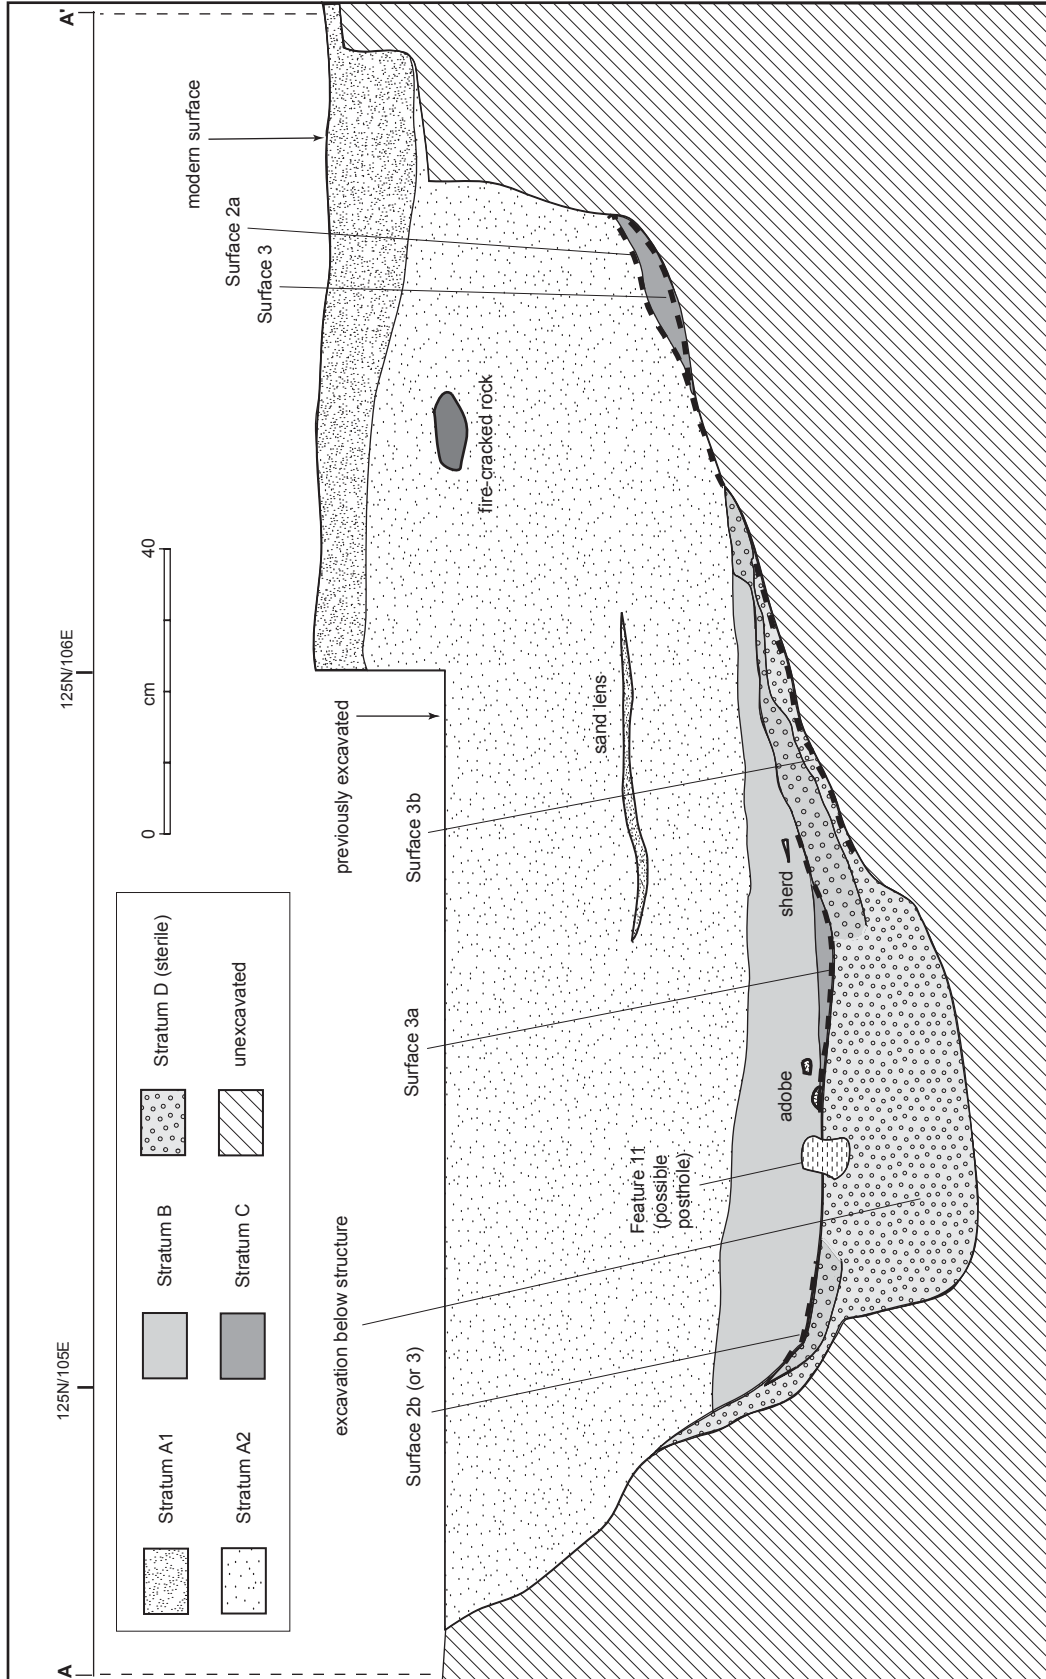 A
A'
125N/105E
125N/106E
Stratum A1
Stratum B
Stratum D (sterile)
Stratum A2
Stratum C
unexcavated
0
cm
40
modern surface
Surface 2a
Surface 3
previously excavated
fire-cracked rock
excavation below structure
Surface 2b (or 3)
Surface 3a
Surface 3b
sand lens
Feature 11
(possible
posthole)
adobe
sherd